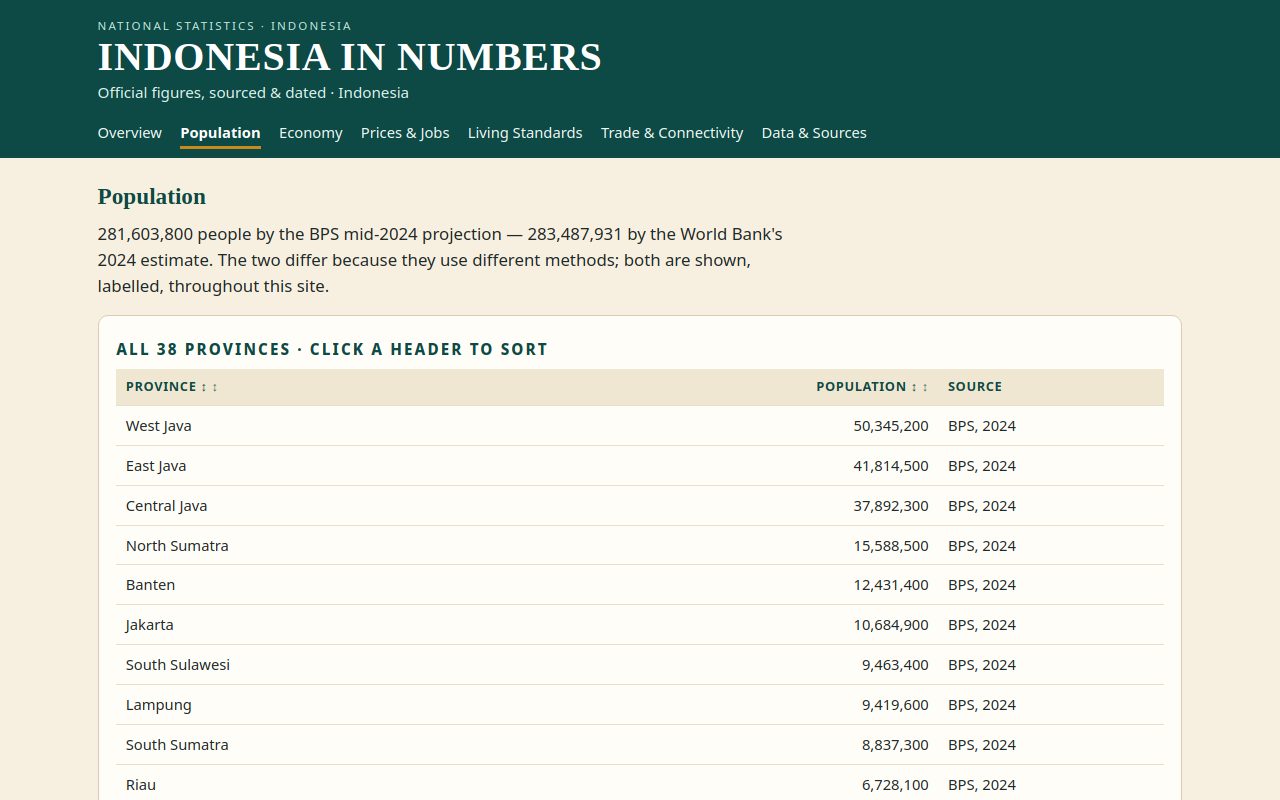 NATIONAL STATISTICS · INDONESIA
INDONESIA IN NUMBERS
Official figures, sourced & dated · Indonesia
Overview Population Economy Prices & Jobs Living Standards Trade & Connectivity Data & Sources
Population
281,603,800 people by the BPS mid-2024 projection — 283,487,931 by the World Bank's
2024 estimate. The two differ because they use different methods; both are shown,
labelled, throughout this site.
ALL 38 PROVINCES · CLICK A HEADER TO SORT
PROVINCE ↕ ↕ POPULATION ↕ ↕ SOURCE
West Java 50,345,200 BPS, 2024
East Java 41,814,500 BPS, 2024
Central Java 37,892,300 BPS, 2024
North Sumatra 15,588,500 BPS, 2024
Banten 12,431,400 BPS, 2024
Jakarta 10,684,900 BPS, 2024
South Sulawesi 9,463,400 BPS, 2024
Lampung 9,419,600 BPS, 2024
South Sumatra 8,837,300 BPS, 2024
Riau 6,728,100 BPS, 2024